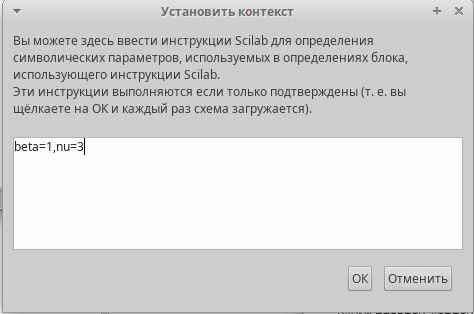 Установить контекст
Вы можете здесь ввести инструкции Scilab для определения
символических параметров, используемых в определениях блока,
использующего инструкции Scilab.
Эти инструкции выполняются если только подтверждены (т. е. вы
щёлкаете на ОК и каждый раз схема загружается).
beta=1,nu=3
ОК Отменить